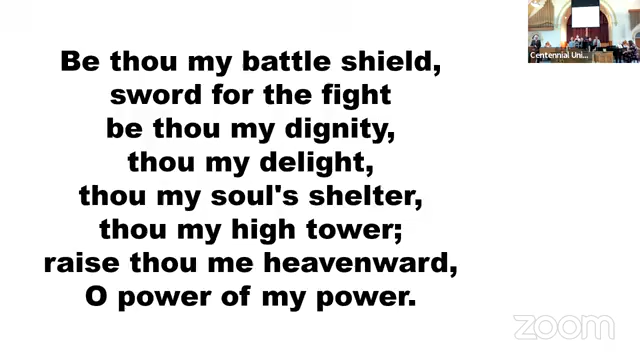 Be thou my battle shield,
sword for the fight
be thou my dignity,
thou my delight,
thou my soul's shelter,
thou my high tower;
raise thou me heavenward,
O power of my power.
Centennial Uni...
zoom